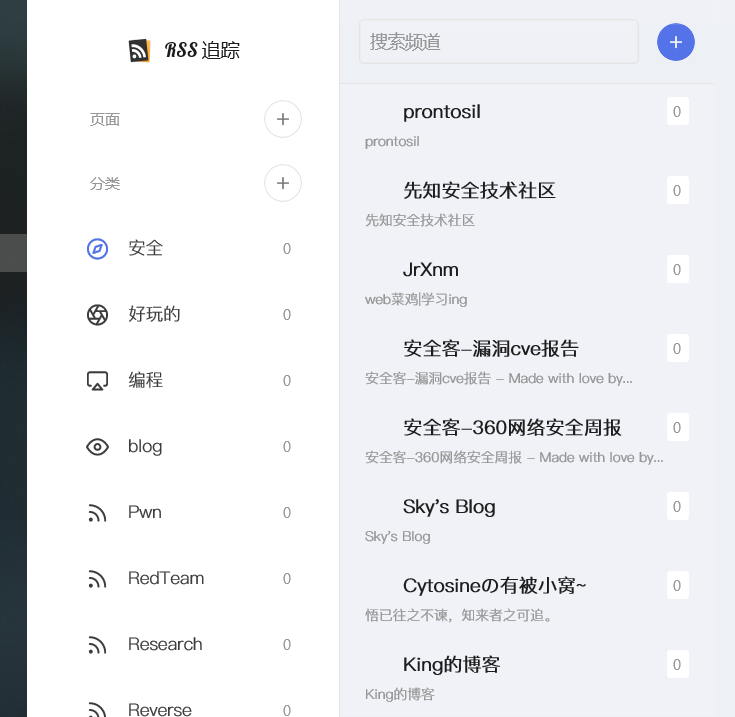 RSS 追踪
页面
分类
安全 0
好玩的 0
编程 0
blog 0
Pwn 0
RedTeam 0
Research 0
Reverse 0
搜索频道
prontosil 0
prontosil
先知安全技术社区 0
先知安全技术社区
JrXnm 0
web菜鸡|学习ing
安全客-漏洞cve报告 0
安全客-漏洞cve报告 - Made with love by...
安全客-360网络安全周报 0
安全客-360网络安全周报 - Made with love by...
Sky's Blog 0
Sky's Blog
Cytosineの有被小窝~ 0
悟已往之不谏，知来者之可追。
King的博客 0
King的博客